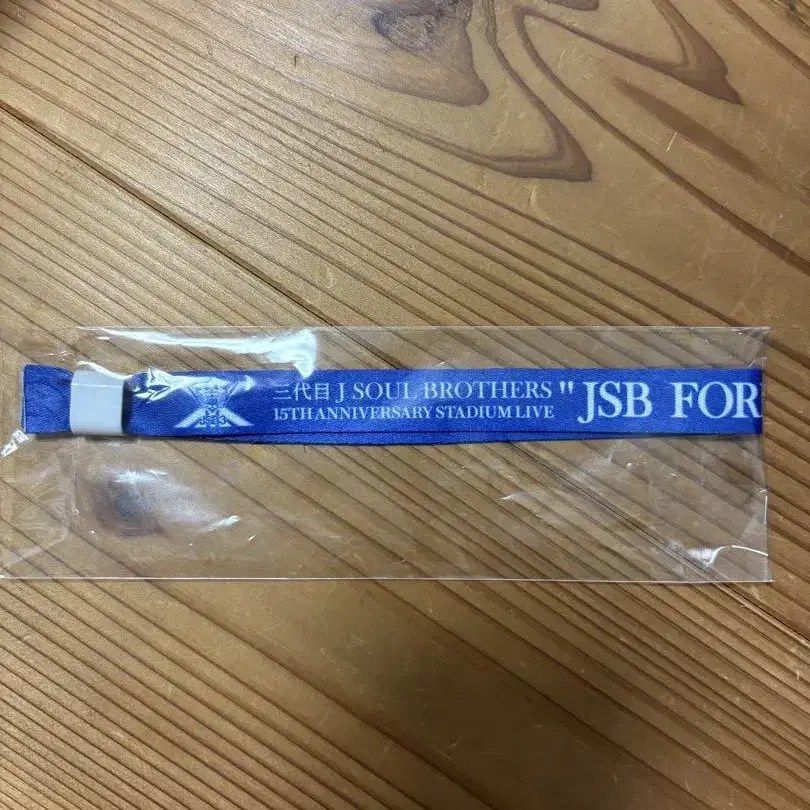 三代目 J SOUL BROTHERS
15TH ANNIVERSARY STADIUM LIVE
" JSB FOR